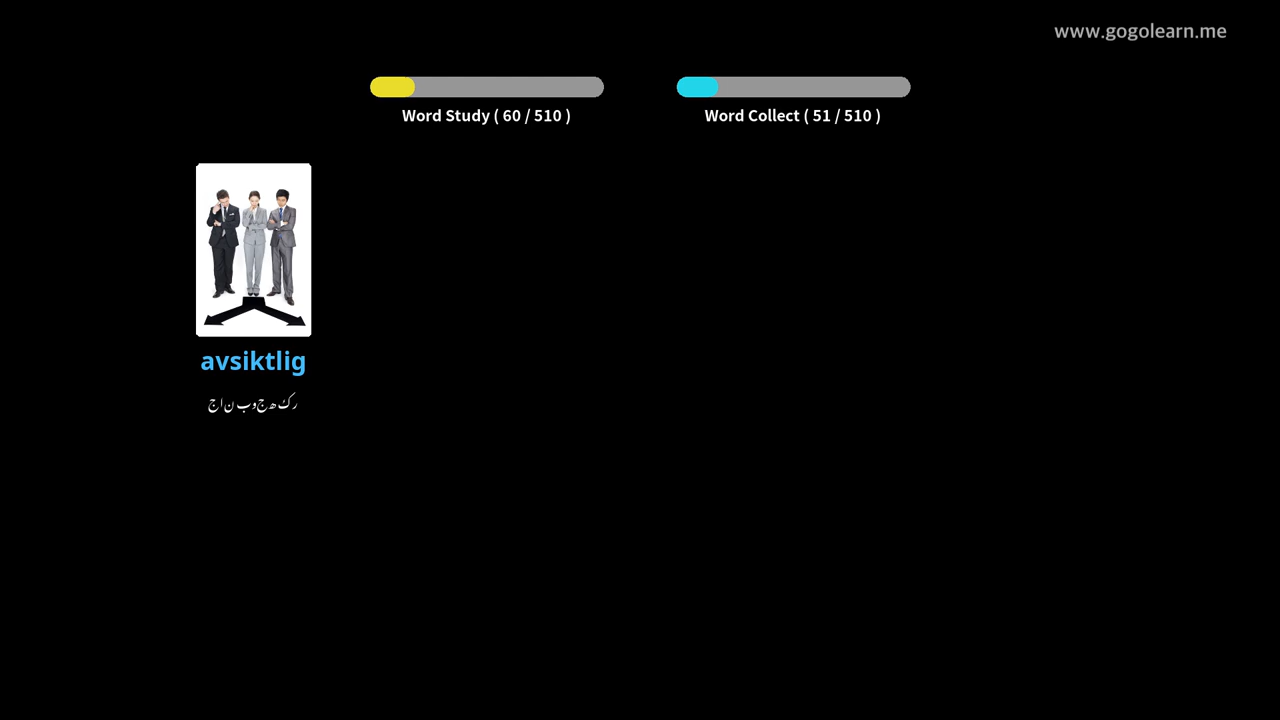 www.gogolearn.me
Word Study ( 60 / 510 )
Word Collect ( 51 / 510 )
avsiktlig
جان بوجھ کر